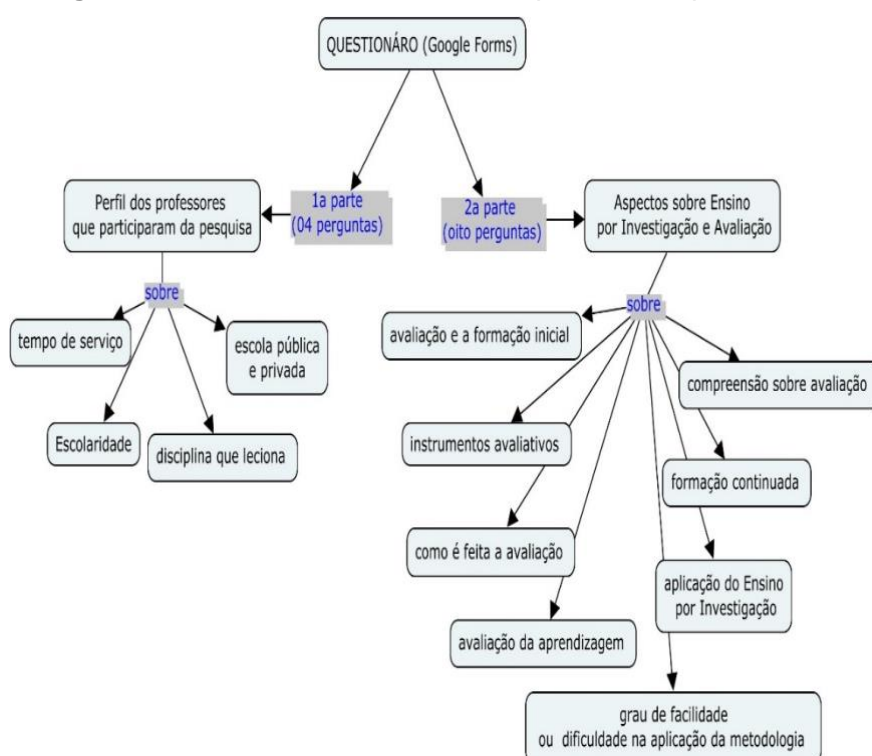 QUESTIONÁRO (Google Forms)
Perfil dos professores
que participaram da pesquisa
1a parte
(04 perguntas)
2a parte
(oito perguntas)
Aspectos sobre Ensino
por Investigação e Avaliação
sobre
tempo de serviço
escola pública
e privada
Escolaridade
disciplina que leciona
sobre
avaliação e a formação inicial
compreensão sobre avaliação
instrumentos avaliativos
formação continuada
como é feita a avaliação
aplicação do Ensino
por Investigação
avaliação da aprendizagem
grau de facilidade
ou dificuldade na aplicação da metodologia